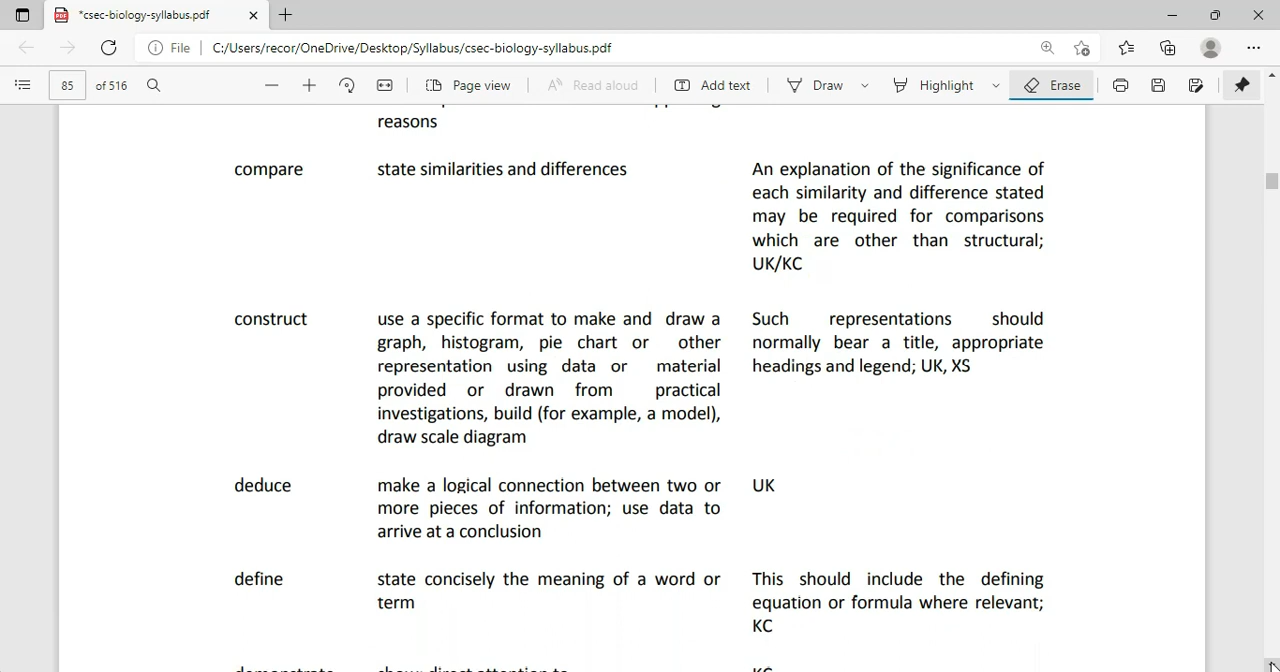 *csec-biology-syllabus.pdf
File C:/Users/recor/OneDrive/Desktop/Syllabus/csec-biology-syllabus.pdf
85 of 516 Page view Read aloud Add text Draw Highlight Erase
reasons
compare state similarities and differences An explanation of the significance of
each similarity and difference stated
may be required for comparisons
which are other than structural;
UK/KC
construct use a specific format to make and draw a Such representations should
graph, histogram, pie chart or other normally bear a title, appropriate
representation using data or material headings and legend; UK, XS
provided or drawn from practical
investigations, build (for example, a model),
draw scale diagram
deduce make a logical connection between two or UK
more pieces of information; use data to
arrive at a conclusion
define state concisely the meaning of a word or This should include the defining
term equation or formula where relevant;
KC